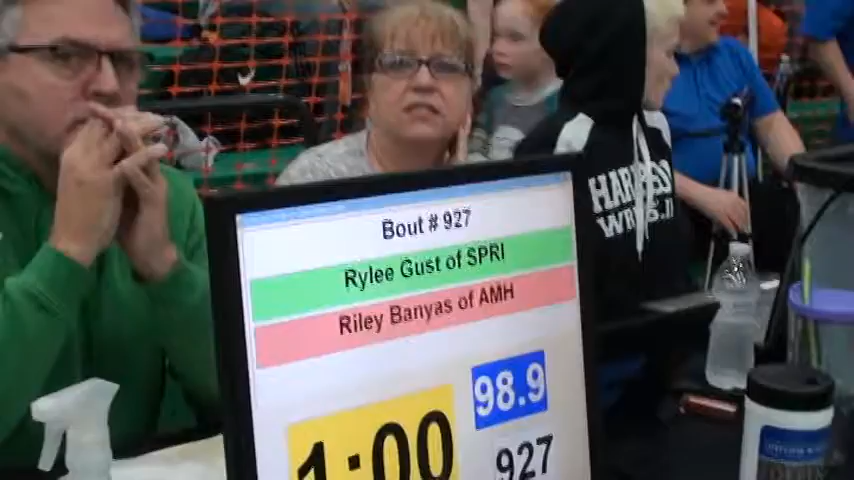 Bout # 927
Rylee Gust of SPRI
Riley Banyas of AMH
98.9
1:00
927